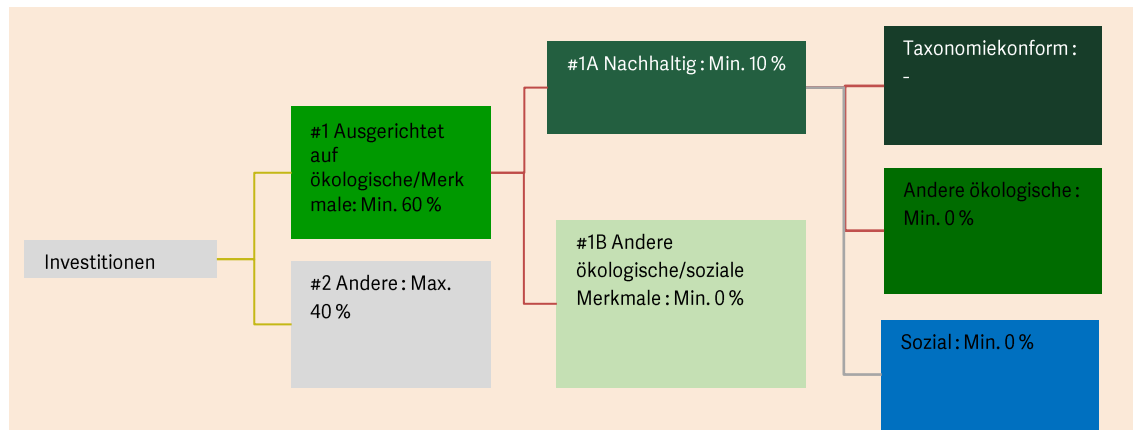 Investitionen
#1 Ausgerichtet
auf
ökologische/Merk
male: Min. 60 %
#2 Andere : Max.
40 %
#1A Nachhaltig : Min. 10 %
#1B Andere
ökologische/soziale
Merkmale : Min. 0 %
Taxonomiekonform :
-
Andere ökologische :
Min. 0 %
Sozial : Min. 0 %